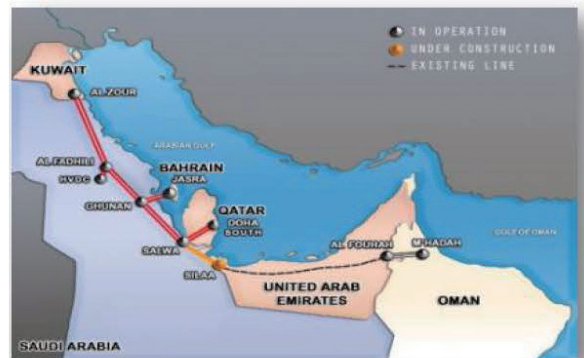 IN OPERATION
UNDER CONSTRUCTION
EXISTING LINE
KUWAIT
AL ZOUR
ARABIAN GULF
AL FADHILI
HVDC
BAHRAIN
JASRA
GHUNAN
QATAR
DOHA
SOUTH
SALWA
SILAA
AL FOUHAH
M'HADAH
GULF OF OMAN
UNITED ARAB
EMIRATES
OMAN
SAUDI ARABIA